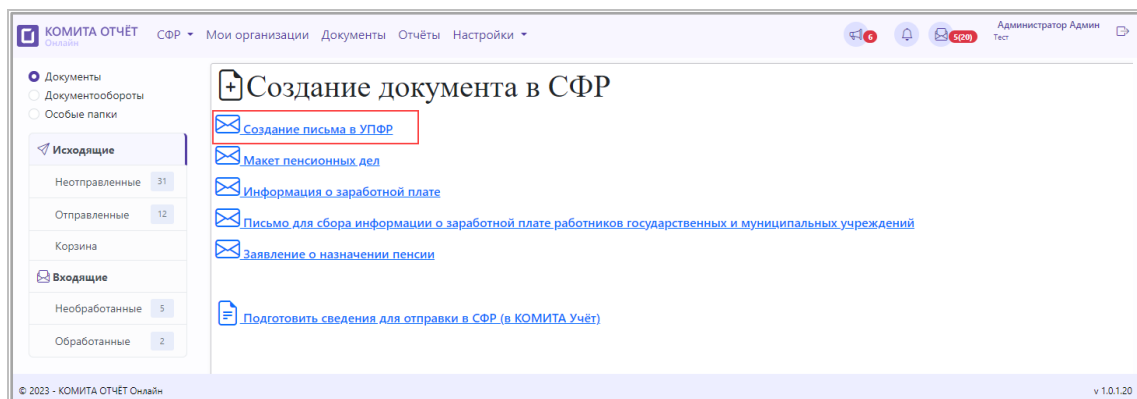 КОМИТА ОТЧЁТ
Онлайн
СФР Мои организации Документы Отчёты Настройки
6
5(20)
Администратор Админ
Тест
Документы
Документообороты
Особые папки
Исходящие
Неотправленные 31
Отправленные 12
Корзина
Входящие
Необработанные 5
Обработанные 2
Создание документа в СФР
Создание письма в УПФР
Макет пенсионных дел
Информация о заработной плате
Письмо для сбора информации о заработной плате работников государственных и муниципальных учреждений
Заявление о назначении пенсии
Подготовить сведения для отправки в СФР (в КОМИТА Учёт)
© 2023 - КОМИТА ОТЧЁТ Онлайн
v 1.0.1.20